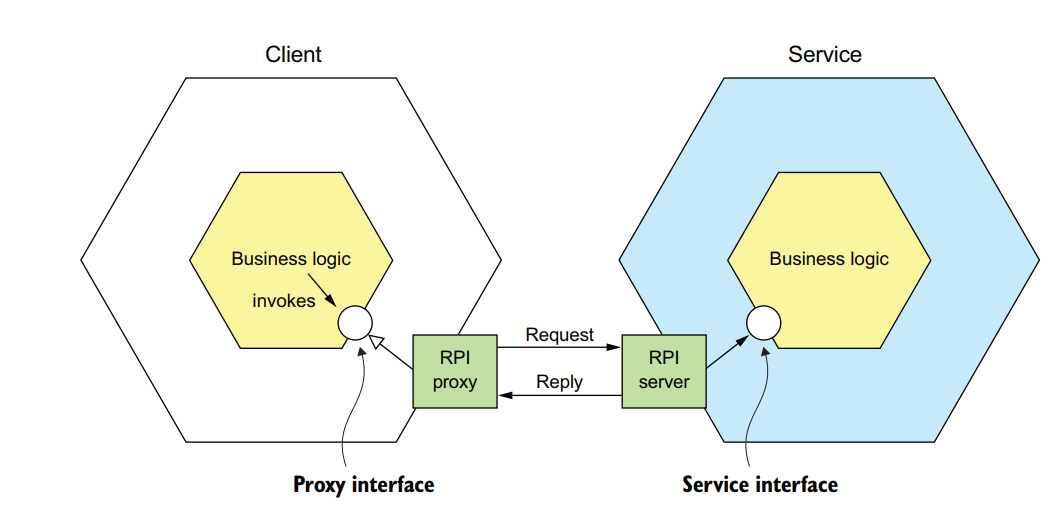 Client
Service
Business logic
invokes
Business logic
RPI
proxy
Request
Reply
RPI
server
Proxy interface
Service interface